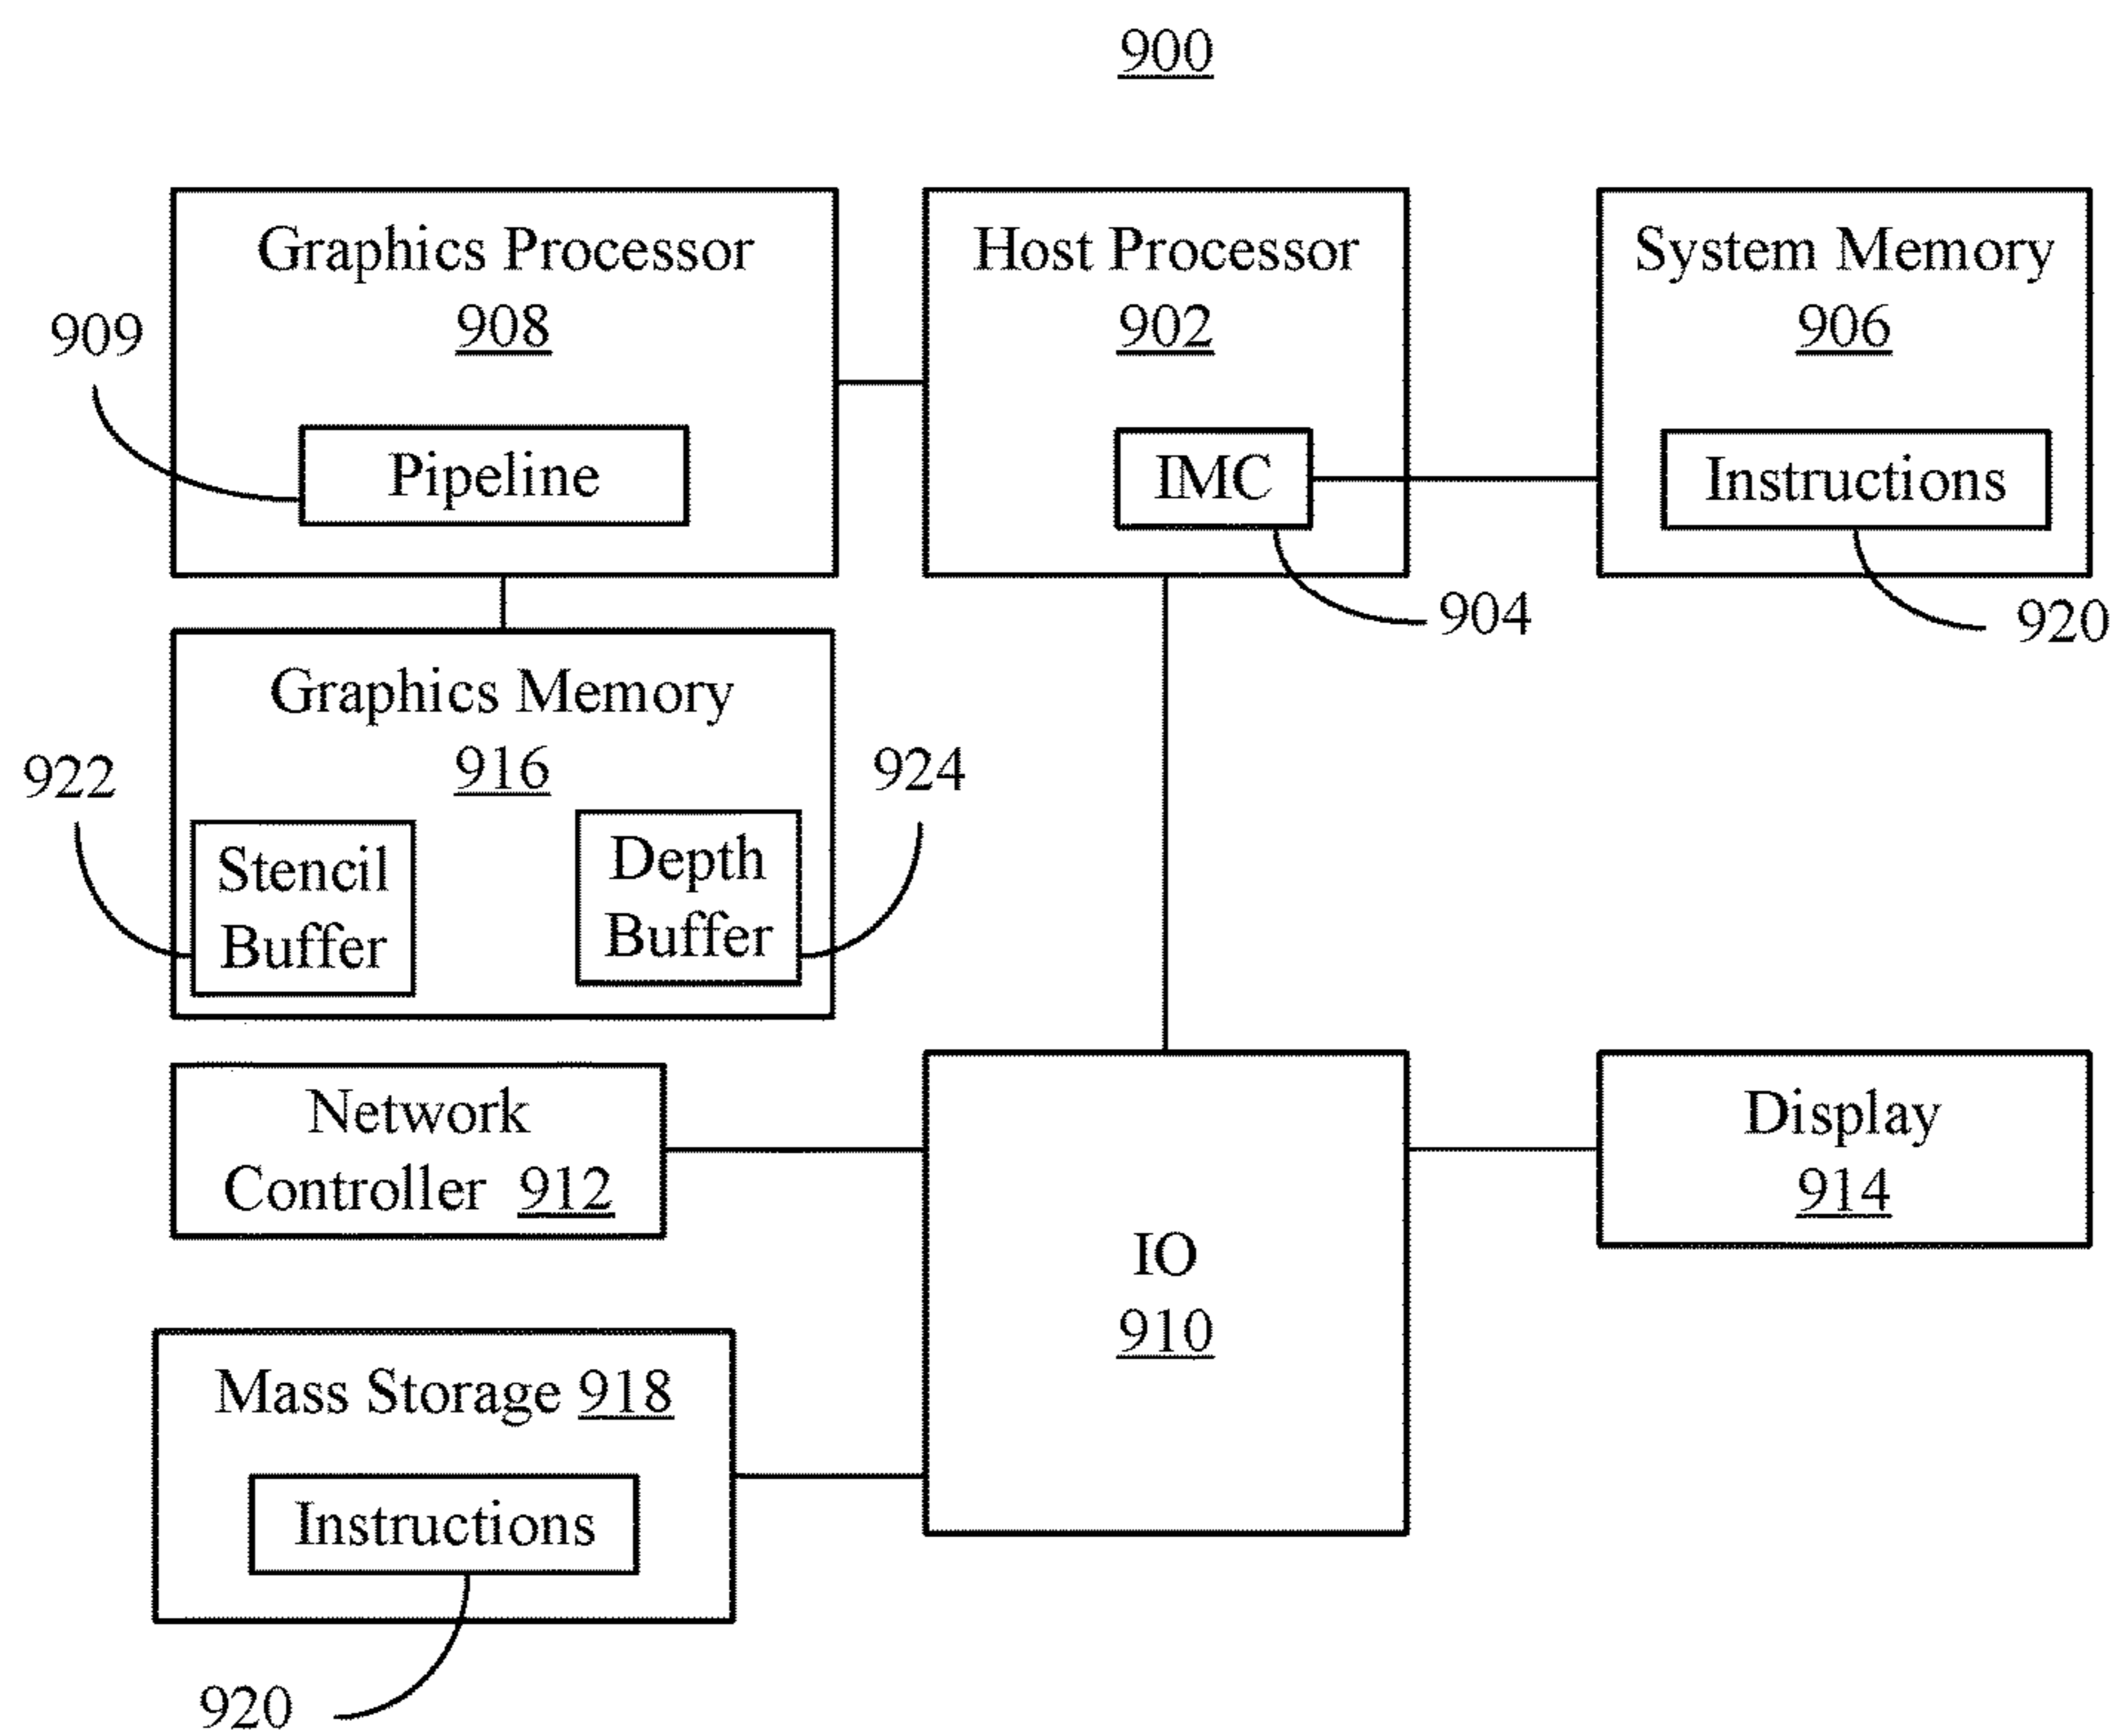 900
Graphics Processor
908
909
Pipeline
Host Processor
902
IMC
904
System Memory
906
Instructions
920
Graphics Memory
916
922
924
Stencil
Buffer
Depth
Buffer
Network
Controller 912
IO
910
Display
914
Mass Storage 918
Instructions
920